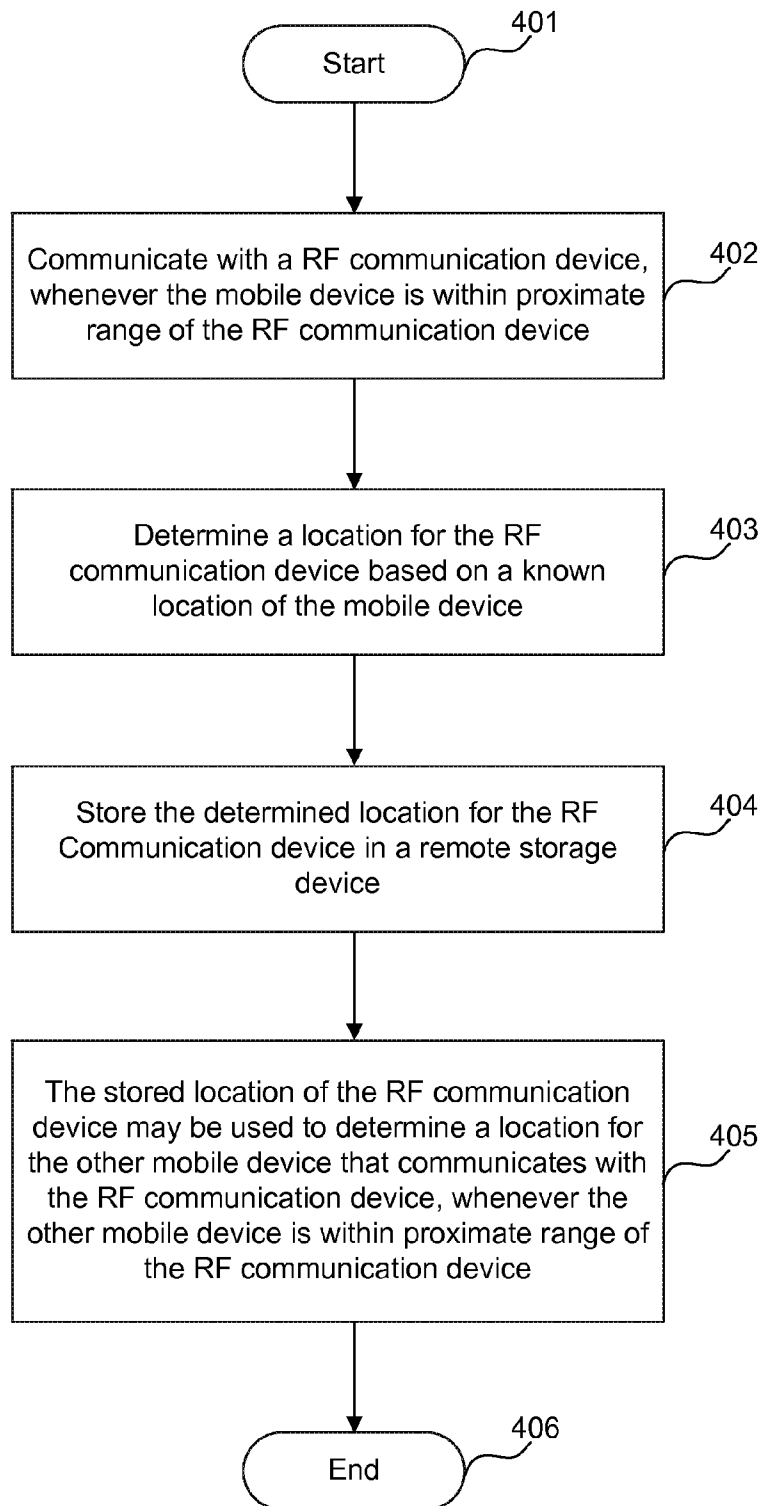 401
Start
402
Communicate with a RF communication device,
whenever the mobile device is within proximate
range of the RF communication device
403
Determine a location for the RF
communication device based on a known
location of the mobile device
404
Store the determined location for the RF
Communication device in a remote storage
device
405
The stored location of the RF communication
device may be used to determine a location for
the other mobile device that communicates with
the RF communication device, whenever the
other mobile device is within proximate range of
the RF communication device
406
End